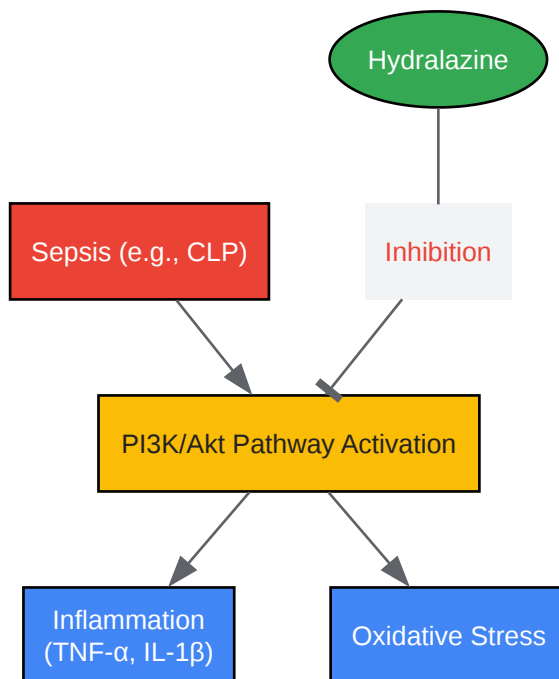 Hydralazine
Sepsis (e.g., CLP)
Inhibition
PI3K/Akt Pathway Activation
Inflammation
(TNF-α, IL-1β)
Oxidative Stress